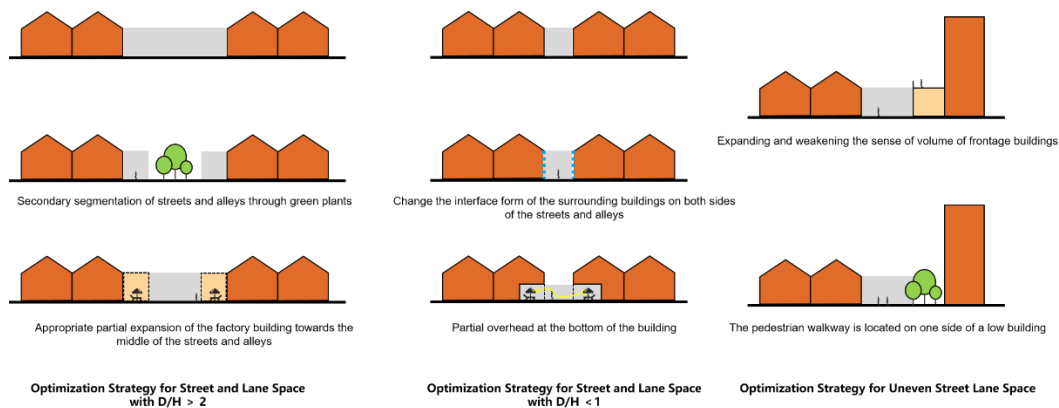 Expanding and weakening the sense of volume of frontage buildings
Secondary segmentation of streets and alleys through green plants
Change the interface form of the surrounding buildings on both sides
of the streets and alleys
Appropriate partial expansion of the factory building towards the
middle of the streets and alleys
Partial overhead at the bottom of the building
The pedestrian walkway is located on one side of a low building
Optimization Strategy for Street and Lane Space
with D/H > 2
Optimization Strategy for Street and Lane Space
with D/H <1
Optimization Strategy for Uneven Street Lane Space